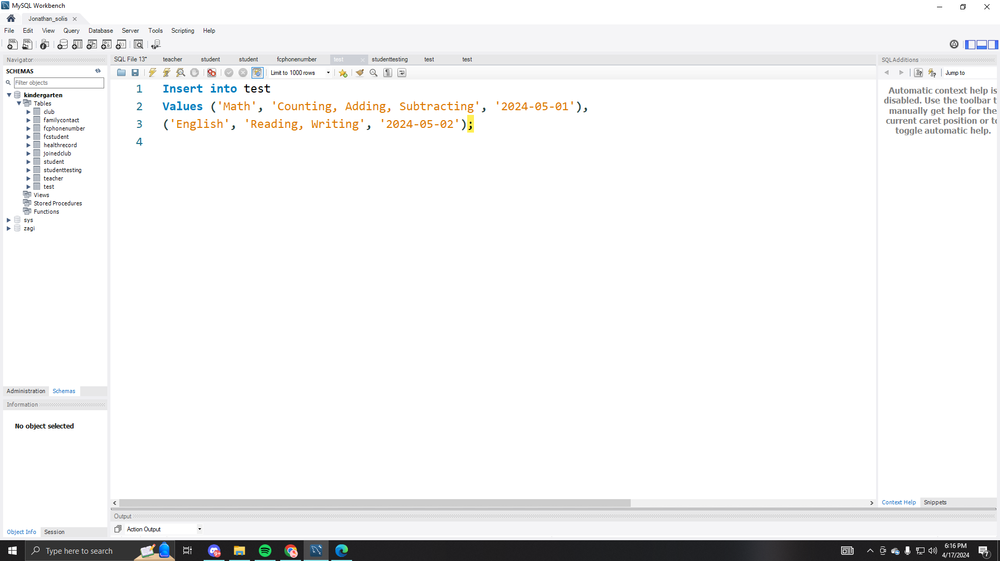 MySQL Workbench
Jonathan_solis
File Edit View Query Database Server Tools Scripting Help
Navigator
SCHEMAS
Filter objects
kindergarten
Tables
club
familycontact
fcphonenumber
fcstudent
healthrecord
joinedclub
student
studenttesting
teacher
test
Views
Stored Procedures
Functions
sys
zagi
Administration Schemas
Information
No object selected
Object Info Session
SQL File 13* teacher student student fcphonenumber test studenttesting test test
Limit to 1000 rows
1 Insert into test
2 Values ('Math', 'Counting, Adding, Subtracting', '2024-05-01'),
3 ('English', 'Reading, Writing', '2024-05-02');
4
Output
Action Output
SQLAdditions
Jump to
Automatic context help is
disabled. Use the toolbar t
manually get help for the
current caret position or to
toggle automatic help.
Context Help Snippets
Type here to search
6:16 PM
4/17/2024
7